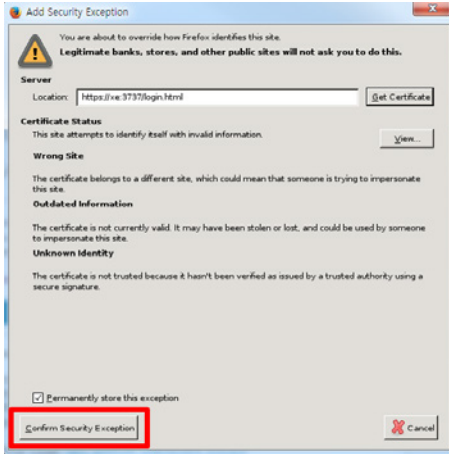 Add Security Exception
You are about to override how Firefox identifies this site.
Legitimate banks, stores, and other public sites will not ask you to do this.
Server
Location: https://xe:3737/login.html Get Certificate
Certificate Status
This site attempts to identify itself with invalid information. View...
Wrong Site
The certificate belongs to a different site, which could mean that someone is trying to impersonate
this site.
Outdated Information
The certificate is not currently valid. It may have been stolen or lost, and could be used by someone
to impersonate this site.
Unknown Identity
The certificate is not trusted because it hasn't been verified as issued by a trusted authority using a
secure signature.
Permanently store this exception
Confirm Security Exception Cancel